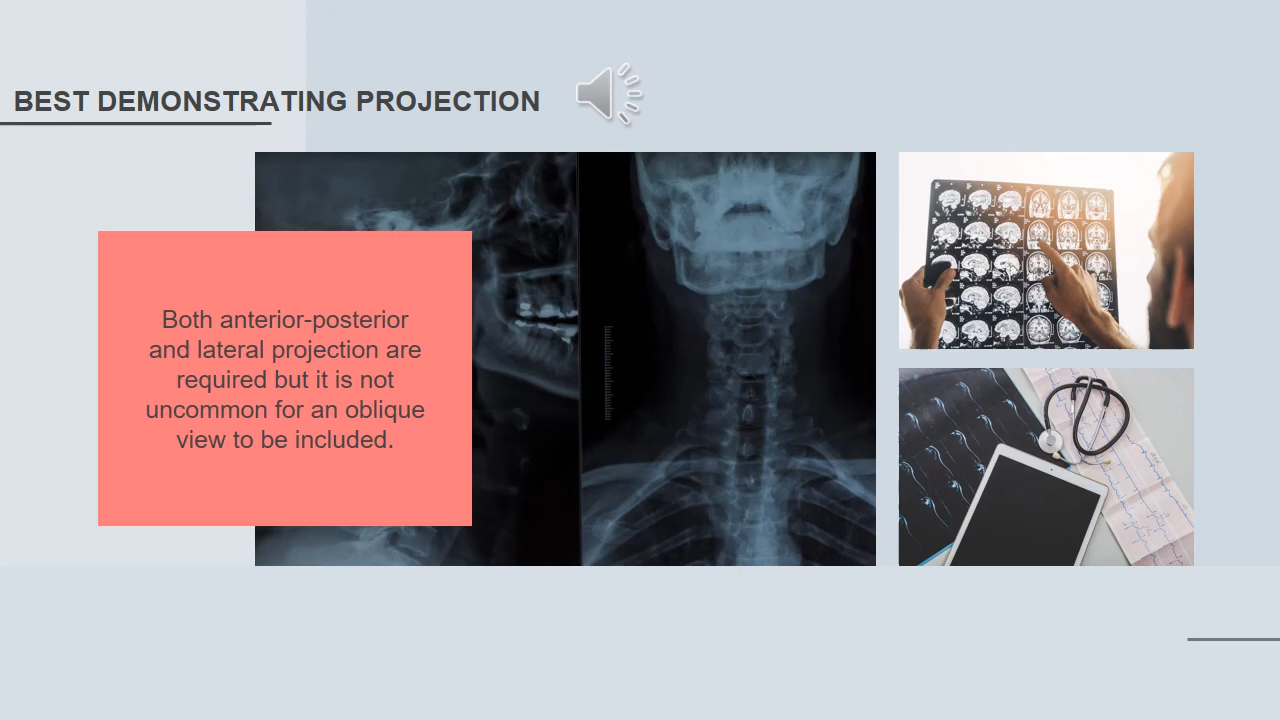 BEST DEMONSTRATING PROJECTION
Both anterior-posterior
and lateral projection are
required but it is not
uncommon for an oblique
view to be included.